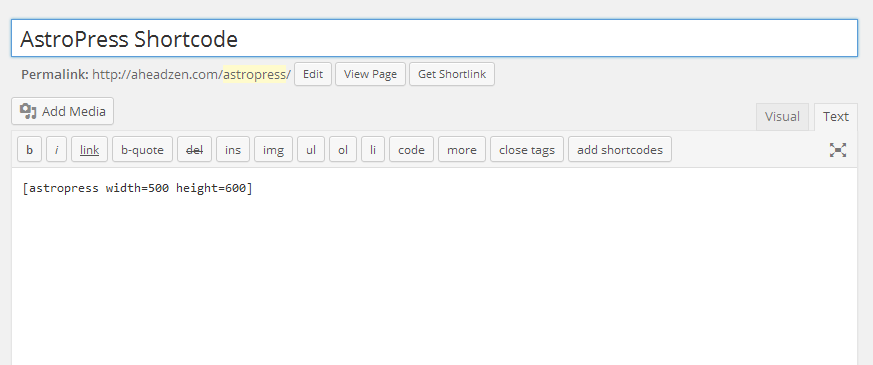 AstroPress Shortcode
Permalink: http://aheadzen.com/astropress/ Edit View Page Get Shortlink
Add Media
Visual Text
b i link b-quote del ins img ul ol li code more close tags add shortcodes
[astropress width=500 height=600]